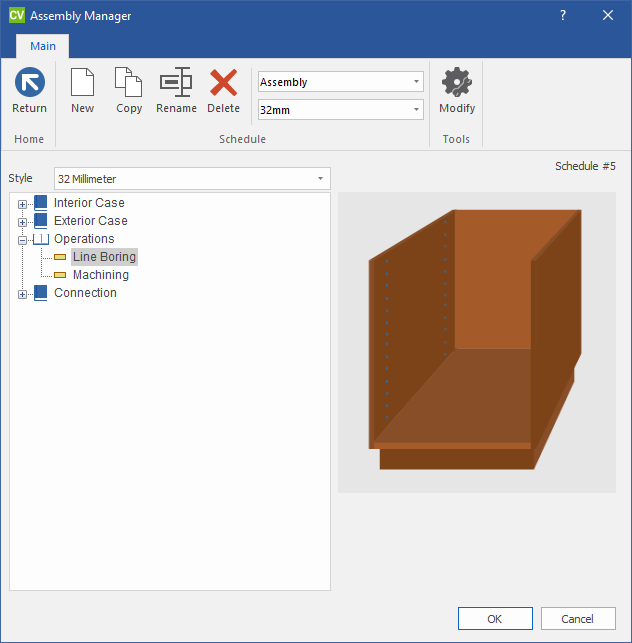 CV Assembly Manager ?
Main
Return New Copy Rename Delete Assembly 32mm Modify
Home Schedule Tools
Schedule #5
Style 32 Millimeter
Interior Case
Exterior Case
Operations
Line Boring
Machining
Connection
OK Cancel